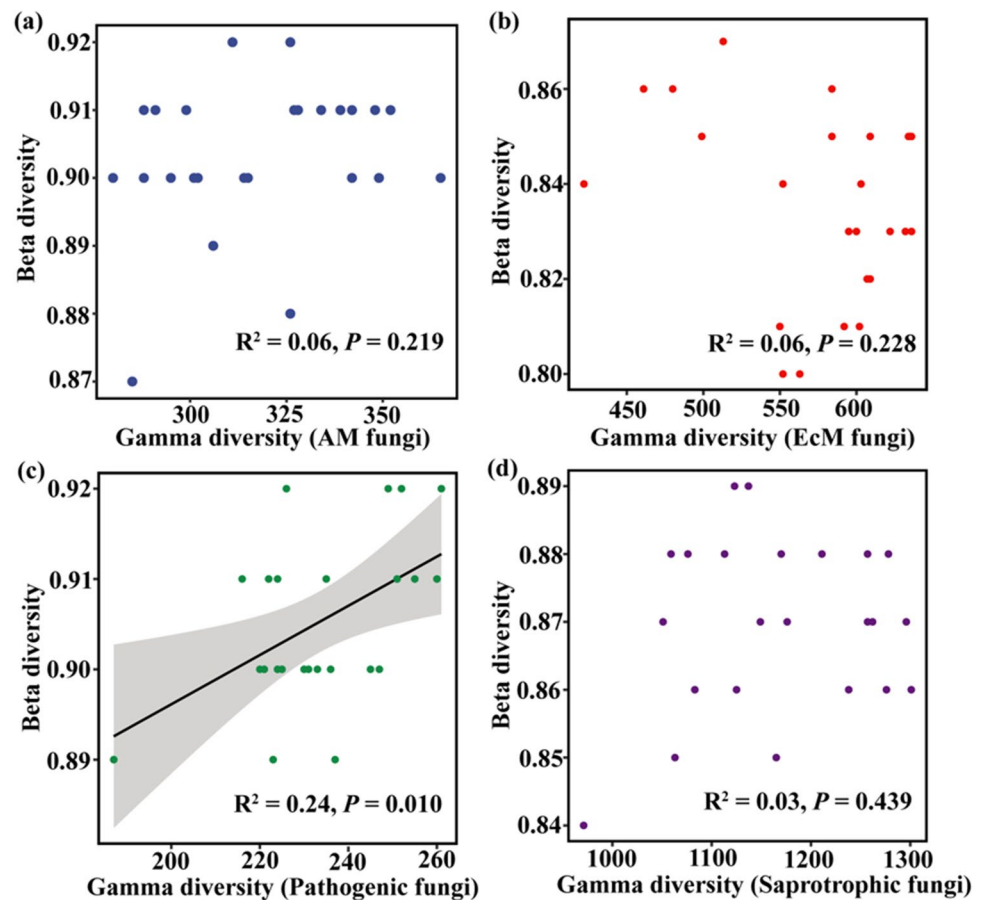 (a)
Beta diversity
0.92
0.91
0.90
0.89
0.88
0.87
R² = 0.06, P = 0.219
300 325 350
Gamma diversity (AM fungi)
(b)
Beta diversity
0.86
0.84
0.82
0.80
R² = 0.06, P = 0.228
450 500 550 600
Gamma diversity (EcM fungi)
(c)
Beta diversity
0.92
0.91
0.90
0.89
R² = 0.24, P = 0.010
200 220 240 260
Gamma diversity (Pathogenic fungi)
(d)
Beta diversity
0.89
0.88
0.87
0.86
0.85
0.84
R² = 0.03, P = 0.439
1000 1100 1200 1300
Gamma diversity (Saprotrophic fungi)